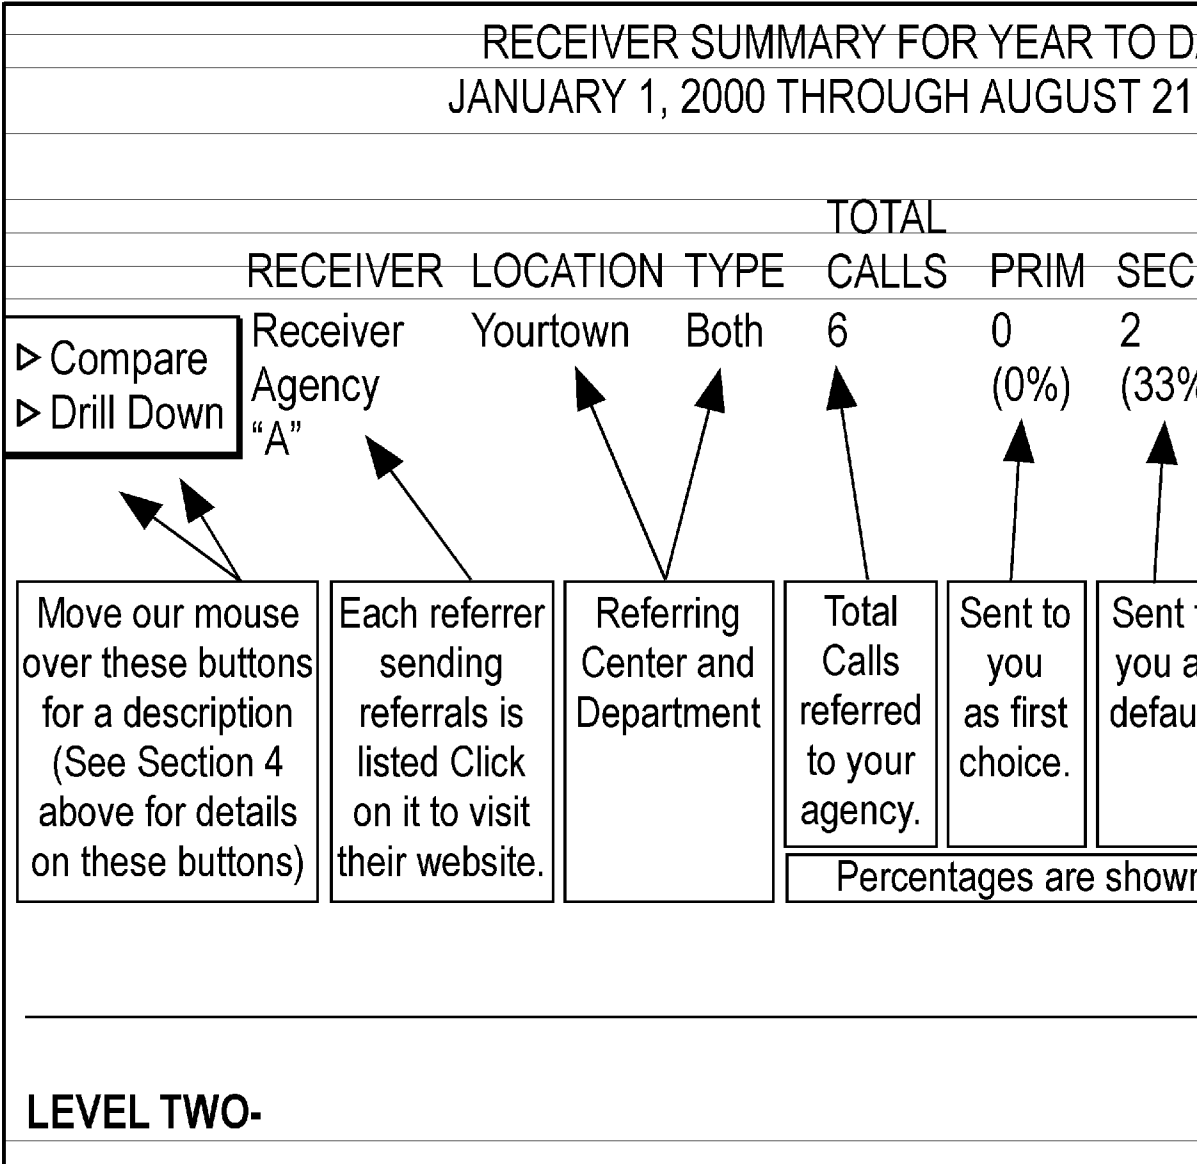 RECEIVER SUMMARY FOR YEAR TO
JANUARY 1, 2000 THROUGH AUGUST 21
TOTAL
RECEIVER LOCATION TYPE CALLS PRIM SEC
Receiver Yourtown Both 6 0 2
Agency (0%) (33%
“A”
▷ Compare
▷ Drill Down
Move our mouse
over these buttons
for a description
(See Section 4
above for details
on these buttons)
Each referrer
sending
referrals is
listed Click
on it to visit
their website.
Referring
Center and
Department
Total
Calls
referred
to your
agency.
Sent to
you
as first
choice.
Sent
you
Percentages are shown
LEVEL TWO-